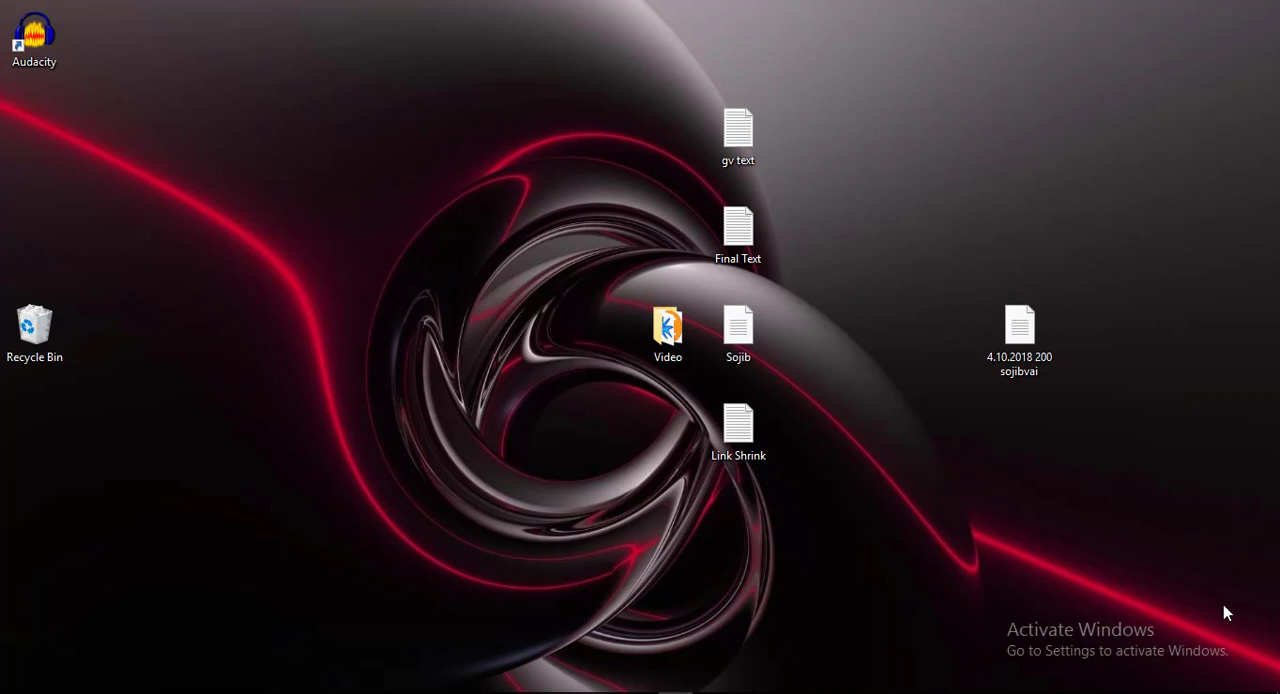 Audacity
gv text
Final Text
Recycle Bin
Video
Sojib
4.10.2018 200
sojibvai
Link Shrink
Activate Windows
Go to Settings to activate Windows.